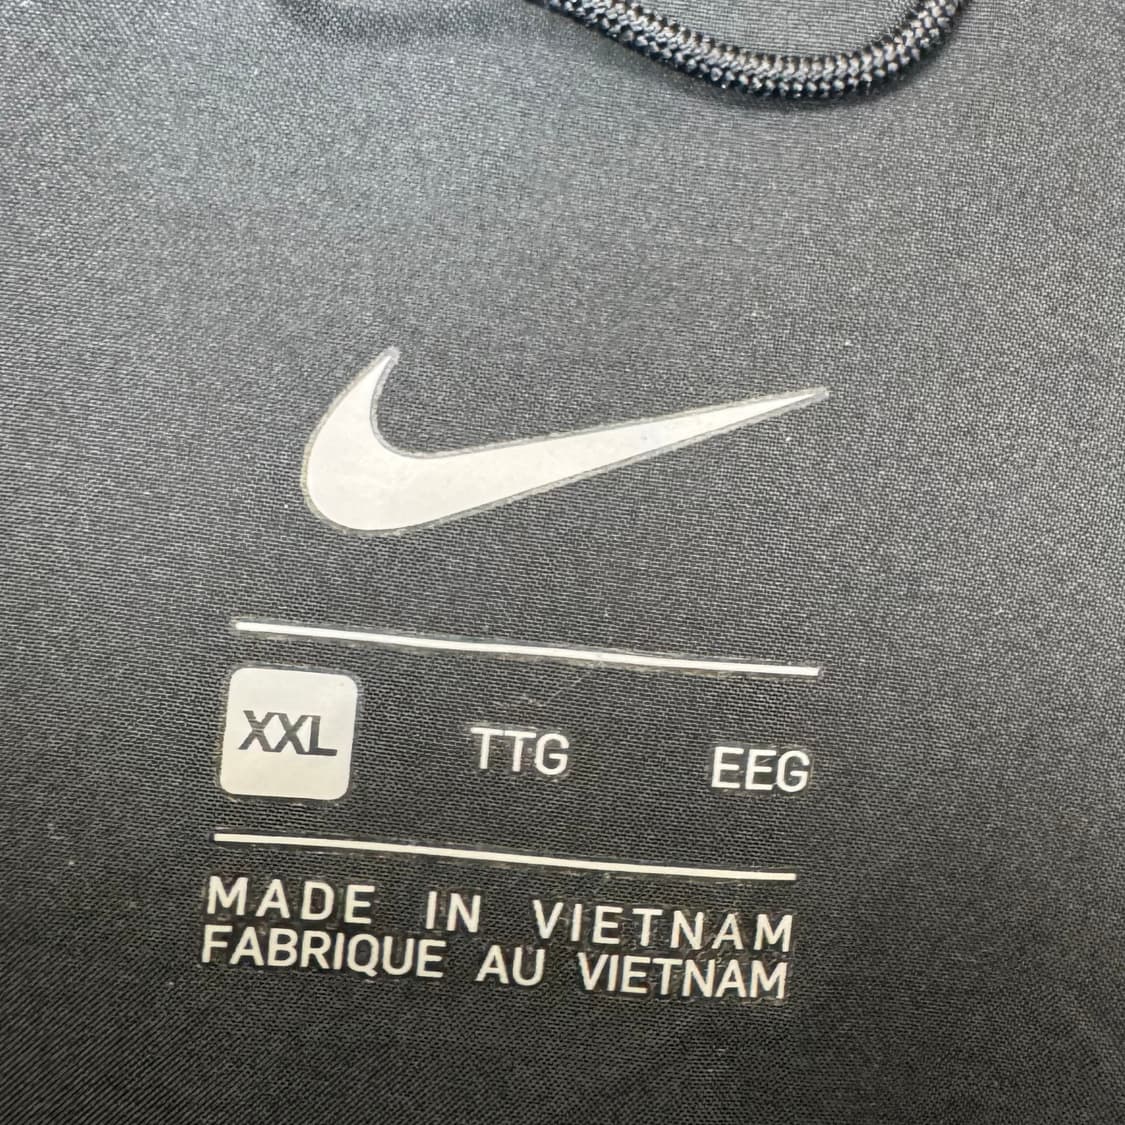 XXL TTG EEG
MADE IN VIETNAM
FABRIQUE AU VIETNAM